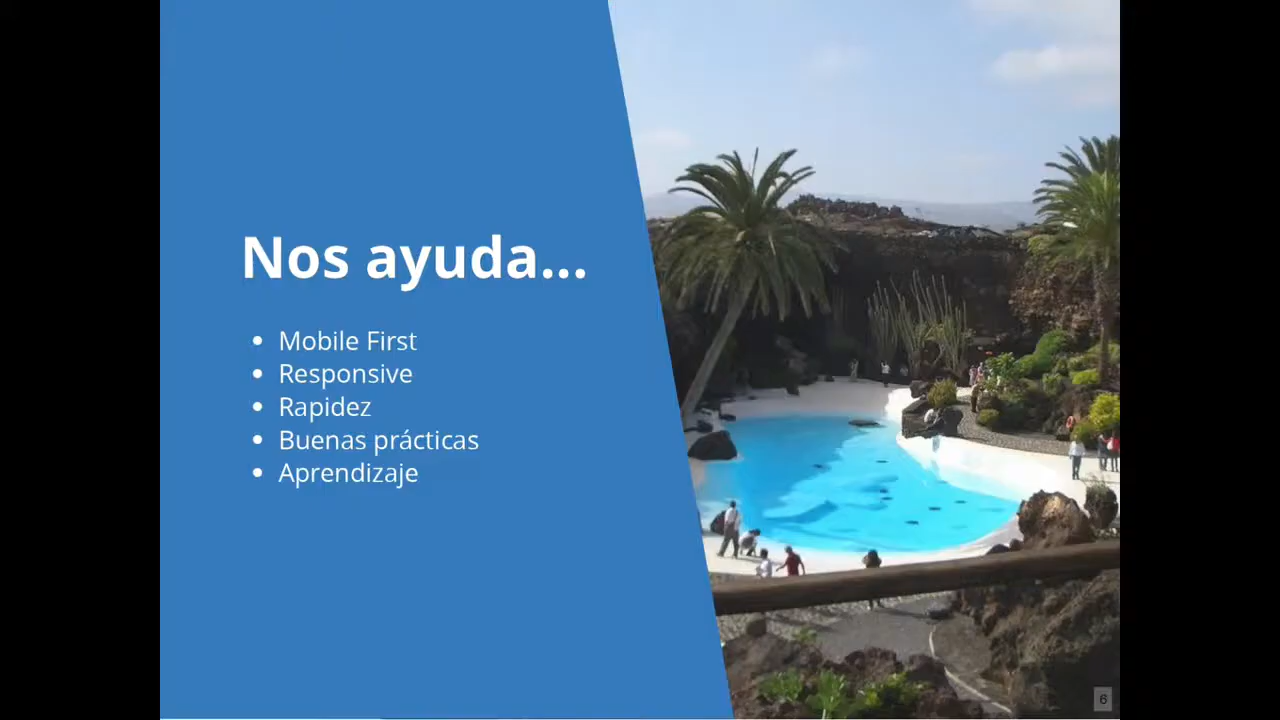 Nos ayuda...
Mobile First
Responsive
Rapidez
Buenas prácticas
Aprendizaje
6